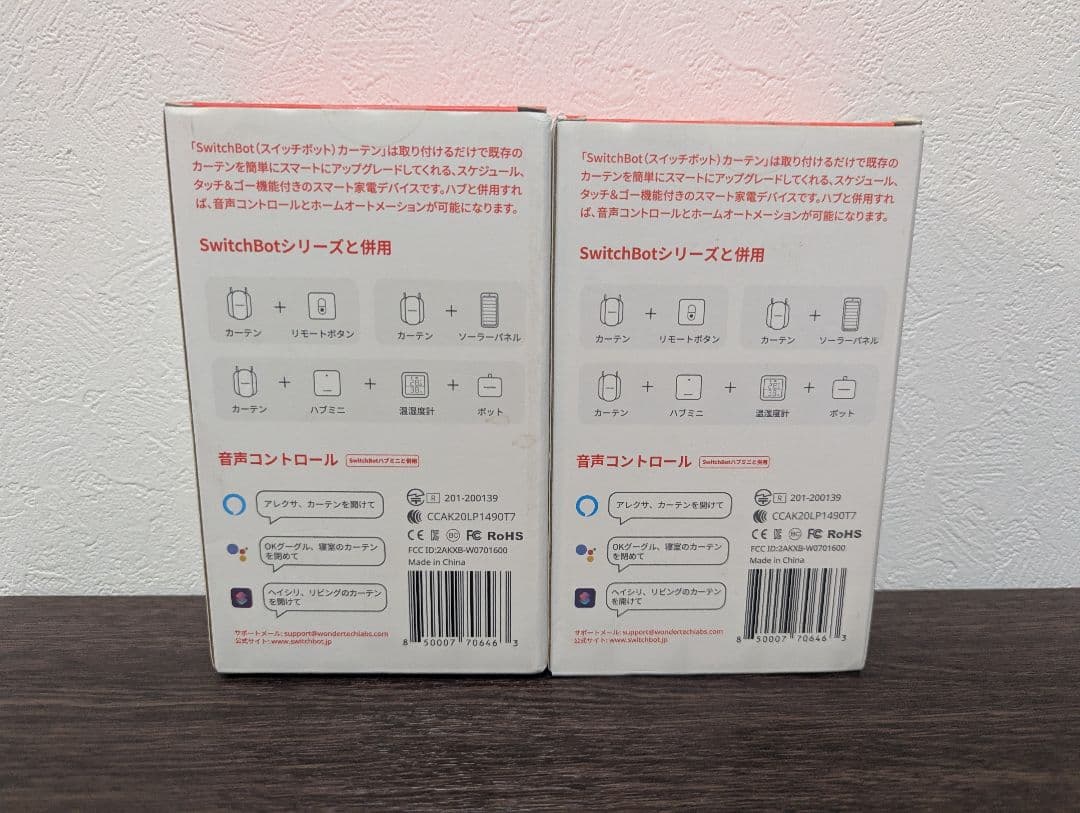 「SwitchBot（スイッチボット）カーテン」は取り付けるだけで既存の
カーテンを簡単にスマートにアップグレードしてくれる、スケジュール、
タッチ&ゴー機能付きのスマート家電デバイスです。ハブと併用すれ
ば、音声コントロールとホームオートメーションが可能になります。
SwitchBotシリーズと併用
カーテン + リモートボタン カーテン + ソーラーパネル
カーテン + ハブミニ + 温湿度計 + ボット
音声コントロール SwitchBotハブミニと併用
アレクサ、カーテンを開けて
OKグーグル、寝室のカーテン
を閉めて
ヘイシリ、リビングのカーテン
を開けて
R 201-200139
CCAK20LP1490T7
CE BC FC RoHS
FCC ID:2AKXB-W0701600
Made in China
8 50007 70646 3
サポートメール: support@wondertechlabs.com
公式サイト: www.switchbot.jp
「SwitchBot（スイッチボット）カーテン」は取り付けるだけで既存の
カーテンを簡単にスマートにアップグレードしてくれる、スケジュール、
タッチ&ゴー機能付きのスマート家電デバイスです。ハブと併用すれ
ば、音声コントロールとホームオートメーションが可能になります。
SwitchBotシリーズと併用
カーテン + リモートボタン カーテン + ソーラーパネル
カーテン + ハブミニ + 温湿度計 + ボット
音声コントロール SwitchBotハブミニと併用
アレクサ、カーテンを開けて
OKグーグル、寝室のカーテン
を閉めて
ヘイシリ、リビングのカーテン
を開けて
R 201-200139
CCAK20LP1490T7
CE BC FC RoHS
FCC ID:2AKXB-W0701600
Made in China
8 50007 70646 3
サポートメール: support@wondertechlabs.com
公式サイト: www.switchbot.jp